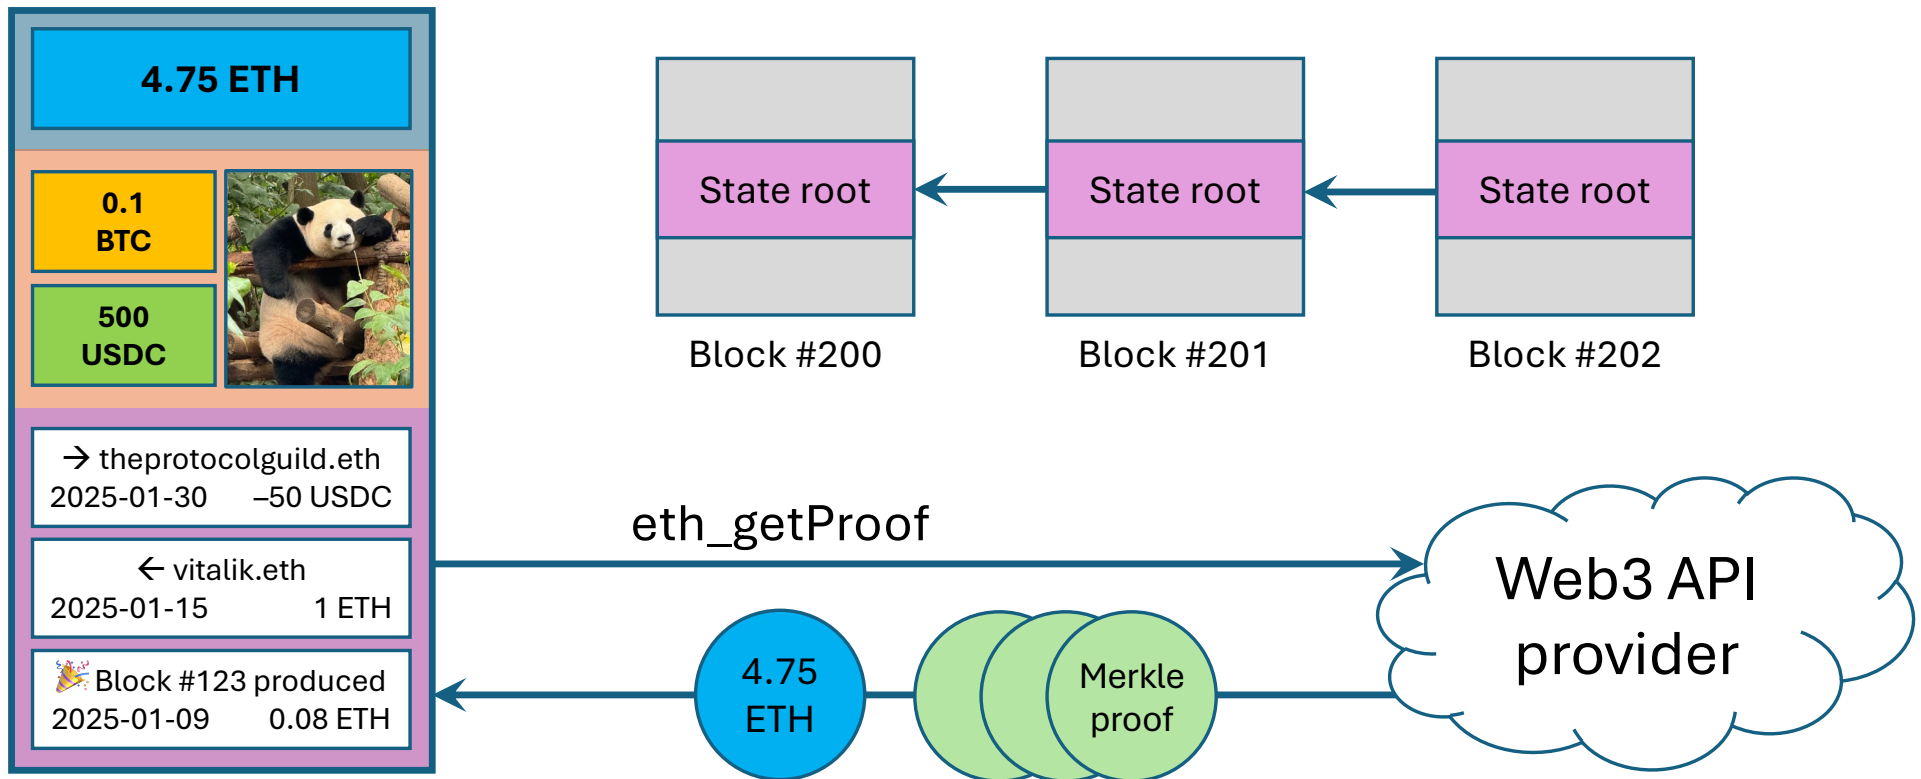 4.75 ETH
0.1
BTC
500
USDC
→ theprotocolguild.eth
2025-01-30 –50 USDC
← vitalik.eth
2025-01-15 1 ETH
🎉 Block #123 produced
2025-01-09 0.08 ETH
State root
State root
State root
Block #200
Block #201
Block #202
eth_getProof
Web3 API
provider
4.75
ETH
Merkle
proof